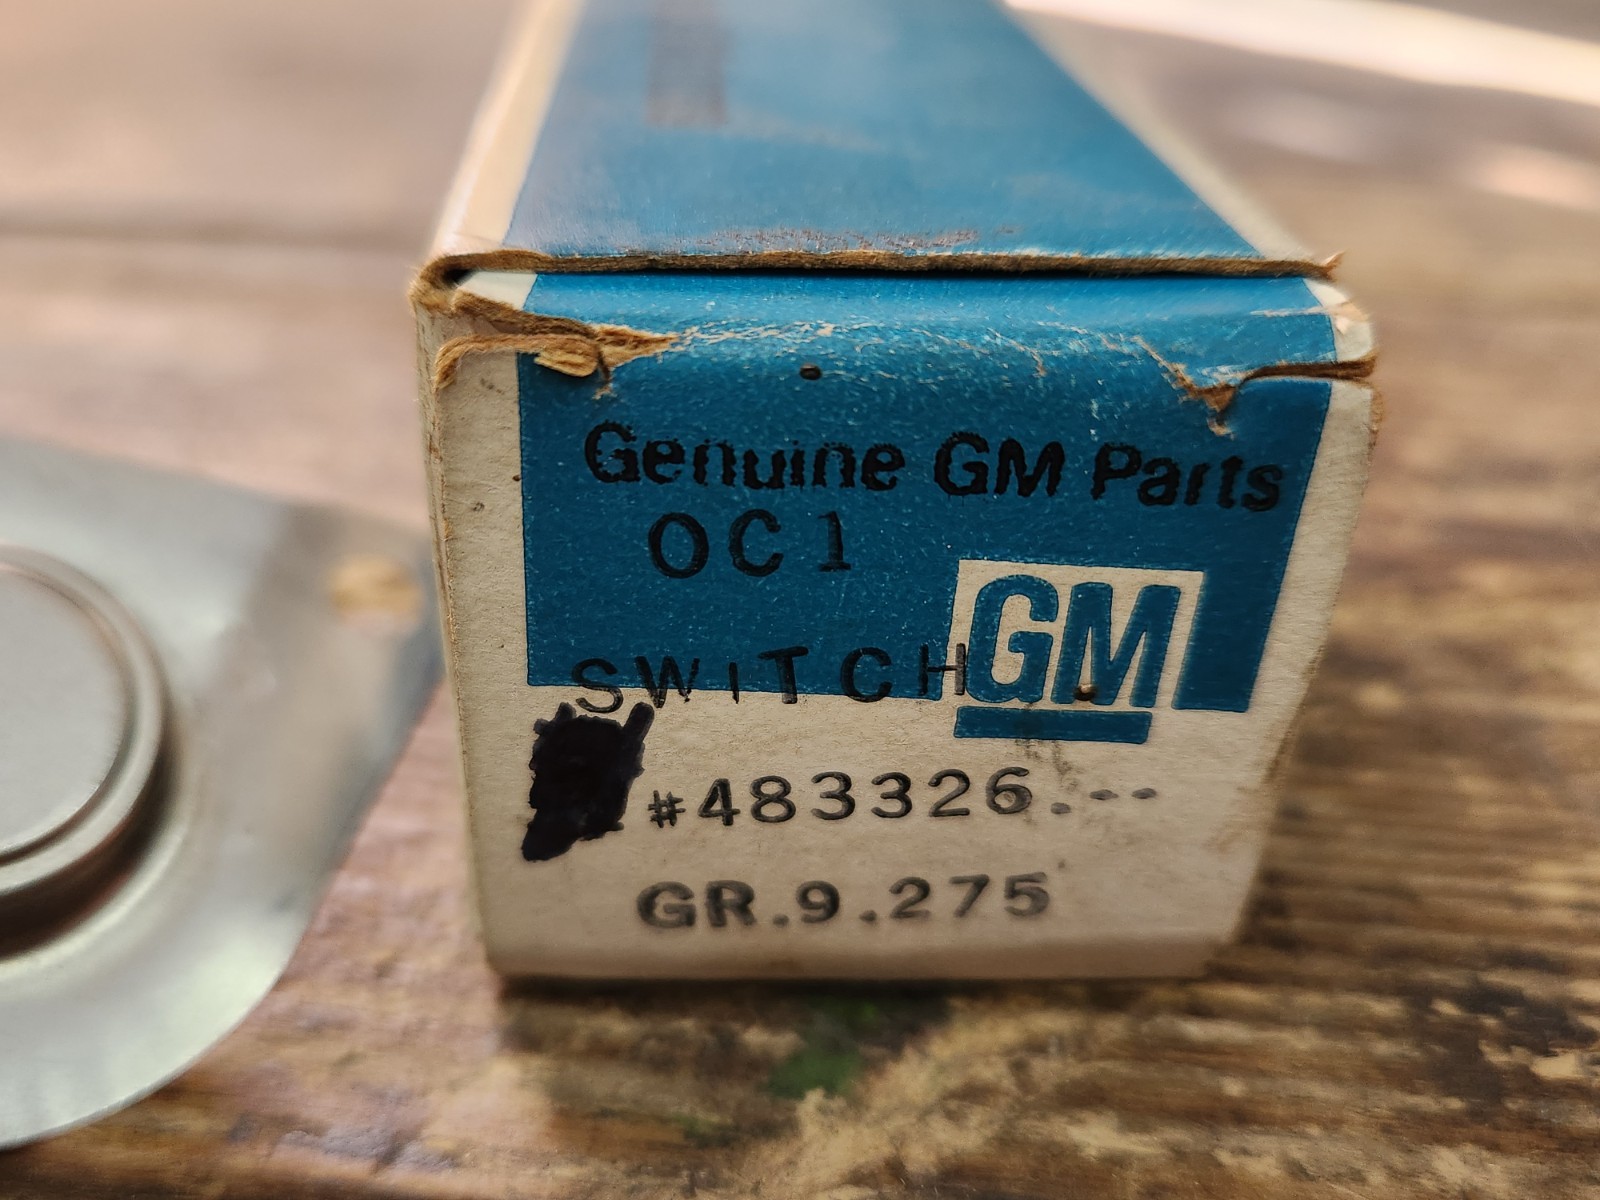 Genuine GM Parts
OC1
GM
SWiTCH
#483326.--
GR.9.275